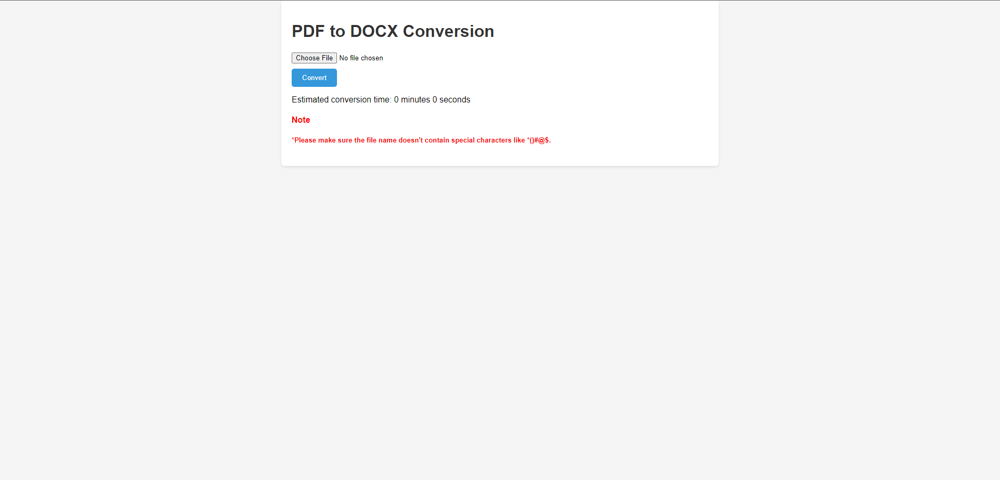 PDF to DOCX Conversion
Choose File No file chosen
Convert
Estimated conversion time: 0 minutes 0 seconds
Note
*Please make sure the file name doesn't contain special characters like *()#@$.